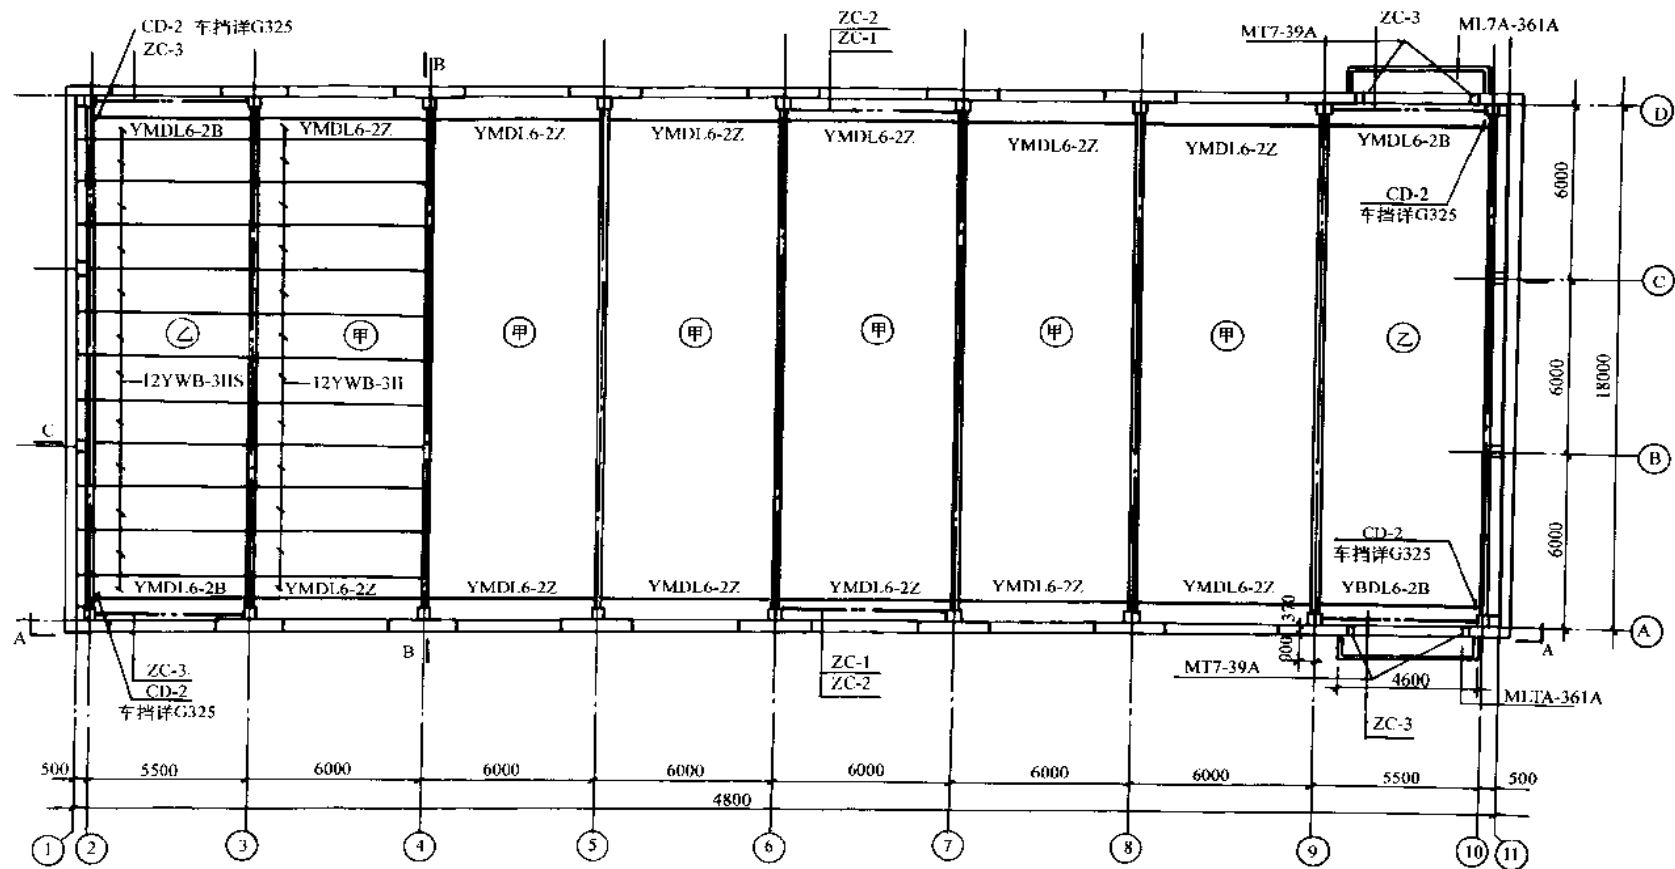 CD-2 车挡详G325
ZC-3
B
ZC-2
ZC-1
MT7-39A
ZC-3
ML7A-361A
D
YMDL6-2B
YMDL6-2Z
YMDL6-2Z
YMDL6-2Z
YMDL6-2Z
YMDL6-2Z
YMDL6-2Z
YMDL6-2B
CD-2
车挡详G325
6000
C
乙
甲
甲
甲
甲
甲
甲
乙
12YWB-3IIS
12YWB-3II
6000
18000
C
B
CD-2
车挡详G325
6000
YMDL6-2B
YMDL6-2Z
YMDL6-2Z
YMDL6-2Z
YMDL6-2Z
YMDL6-2Z
YMDL6-2Z
YBDL6-2B
370
900
A
B
A
A
ZC-3
CD-2
车挡详G325
ZC-1
ZC-2
MT7-39A
4600
MLTA-361A
ZC-3
500
5500
6000
6000
6000
6000
6000
6000
5500
500
4800
1
2
3
4
5
6
7
8
9
10
11